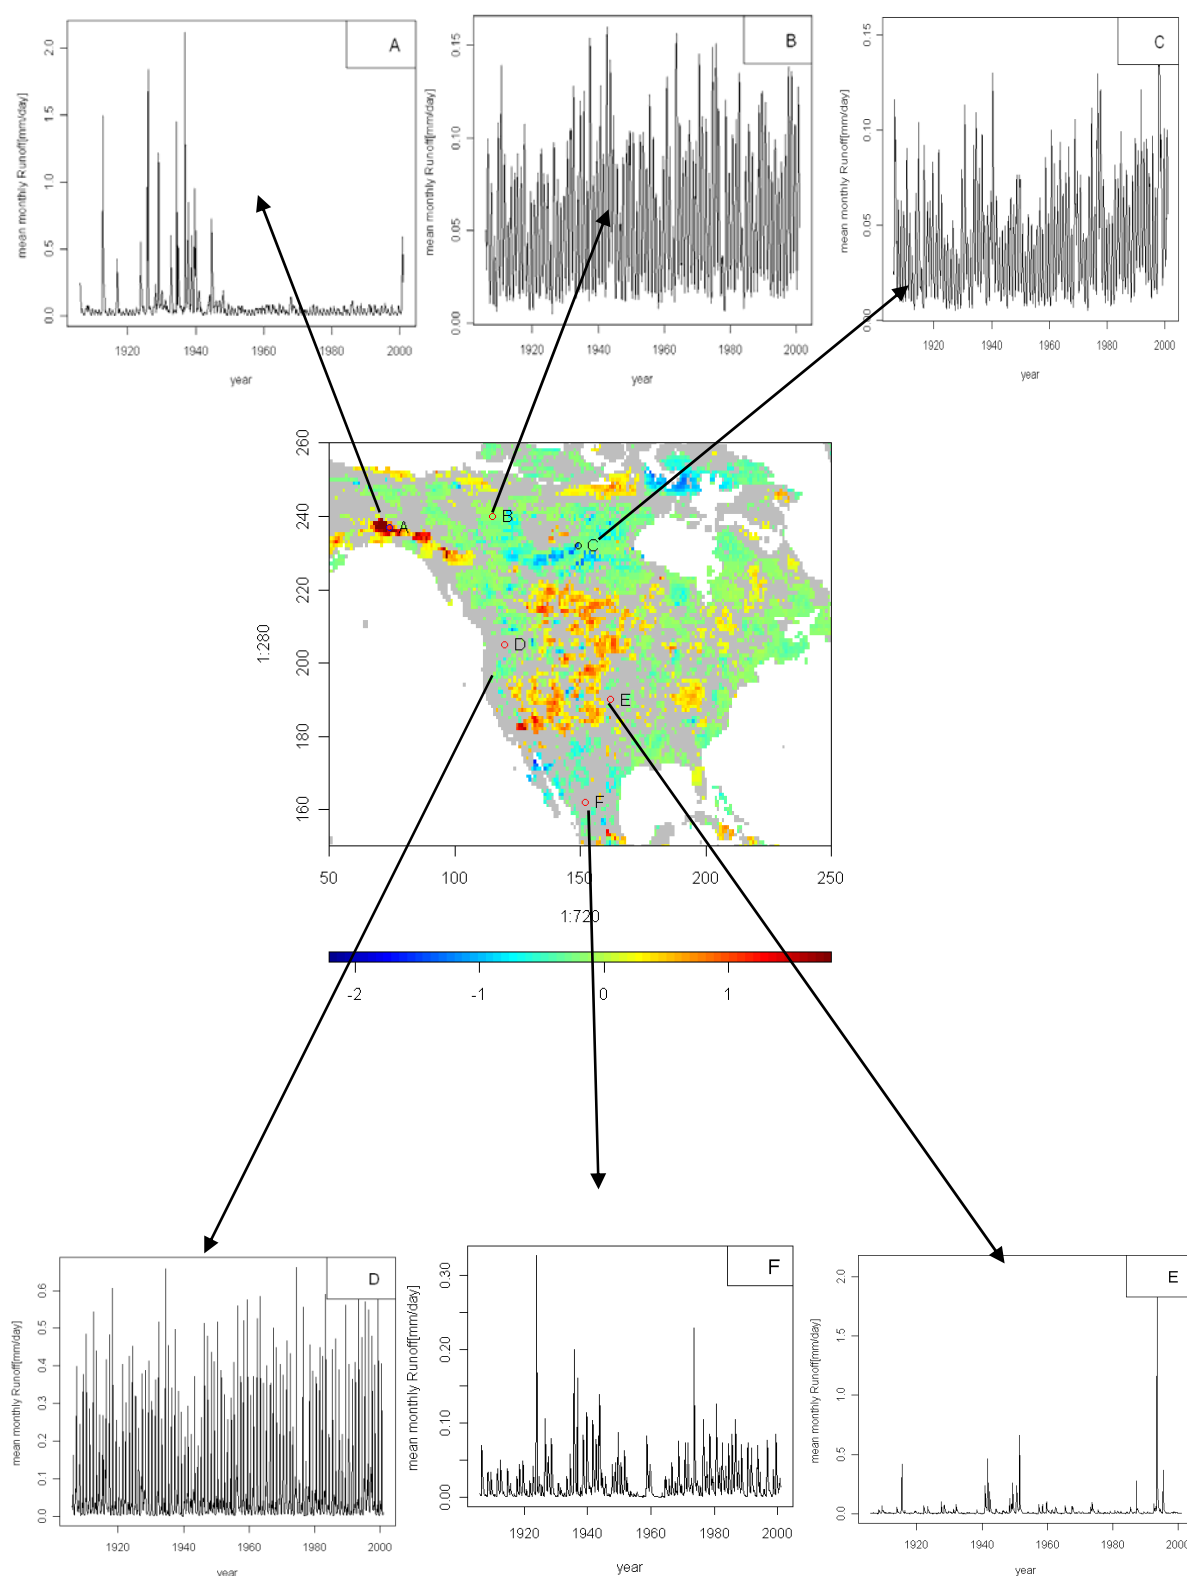 A
mean monthly Runoff[mm/day]
0.0 0.5 1.0 1.5 2.0
1920 1940 1960 1980 2000
year
B
mean monthly Runoff[mm/day]
0.00 0.05 0.10 0.15
1920 1940 1960 1980 2000
year
C
mean monthly Runoff[mm/day]
0.00 0.05 0.10 0.15
1920 1940 1960 1980 2000
year
1:280
160 180 200 220 240 260
A
B
C
D
E
F
50 100 150 200 250
1:720
-2 -1 0 1
D
mean monthly Runoff[mm/day]
0.0 0.1 0.2 0.3 0.4 0.5 0.6
1920 1940 1960 1980 2000
year
F
mean monthly Runoff[mm/day]
0.00 0.10 0.20 0.30
1920 1940 1960 1980 2000
year
E
mean monthly Runoff[mm/day]
0.0 0.5 1.0 1.5 2.0
1920 1940 1960 1980 2000
year